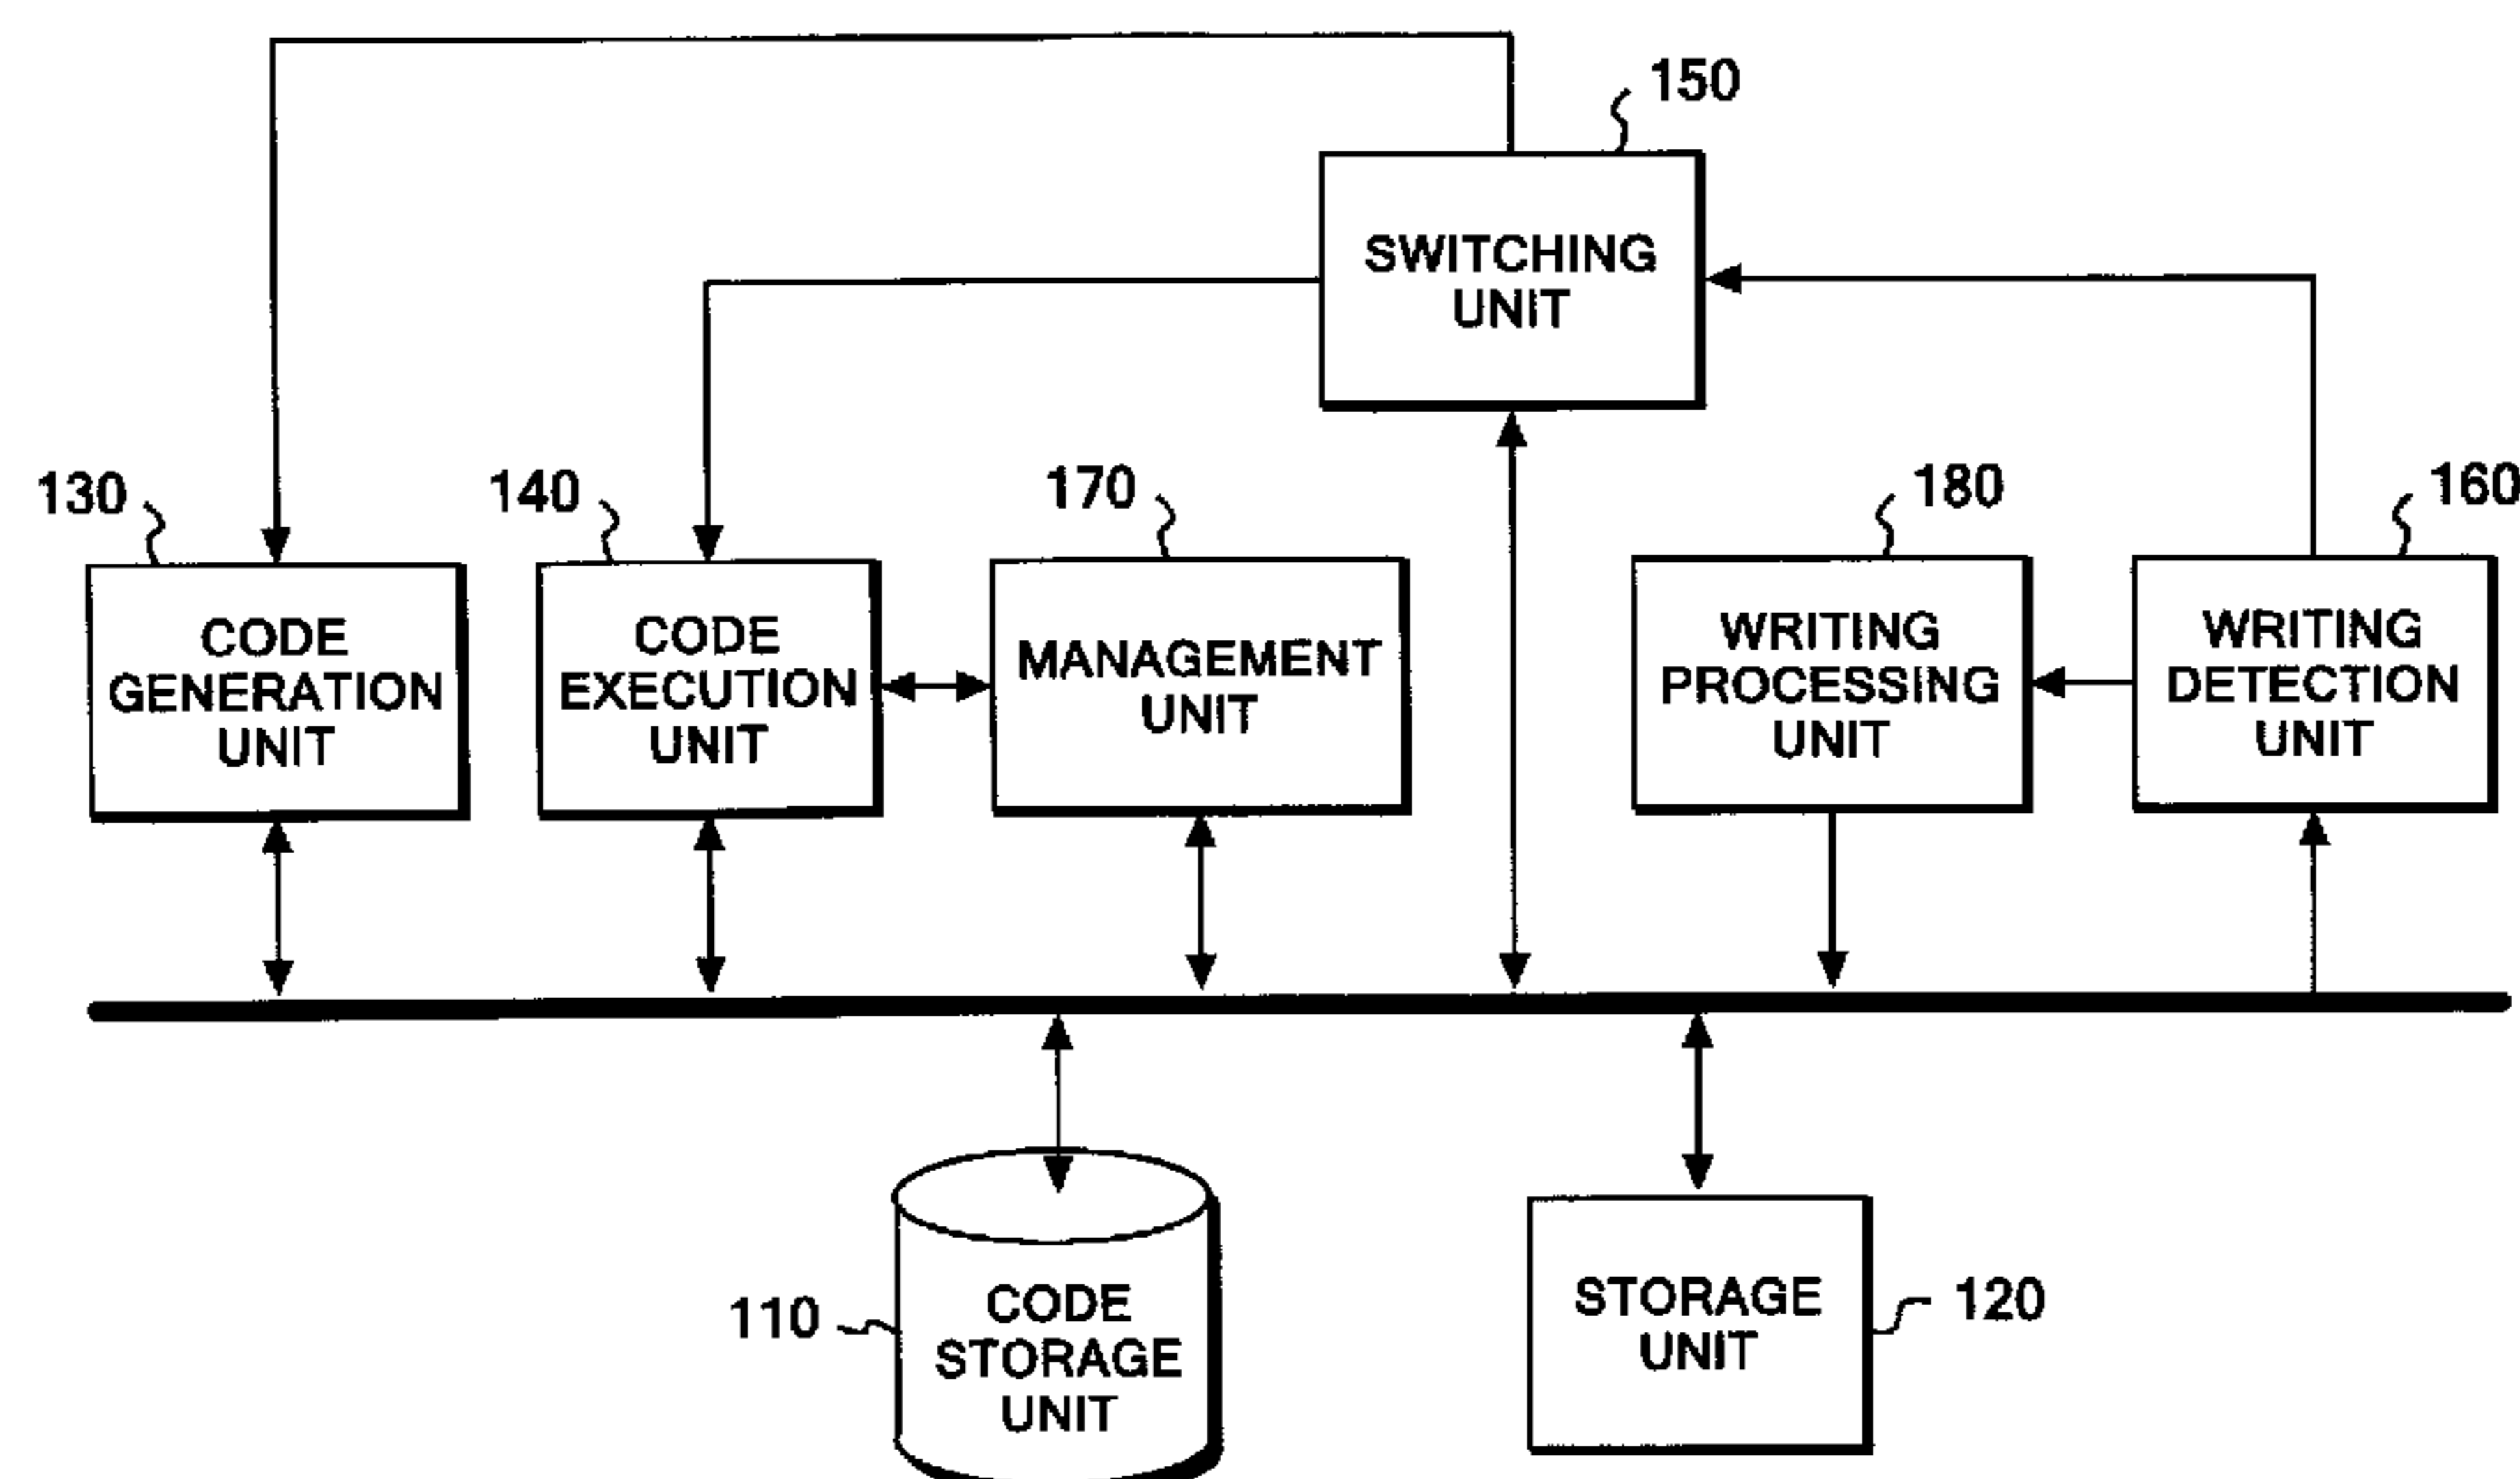 150
SWITCHING
UNIT
130
140
170
180
160
CODE
GENERATION
UNIT
CODE
EXECUTION
UNIT
MANAGEMENT
UNIT
WRITING
PROCESSING
UNIT
WRITING
DETECTION
UNIT
110
CODE
STORAGE
UNIT
STORAGE
UNIT
120